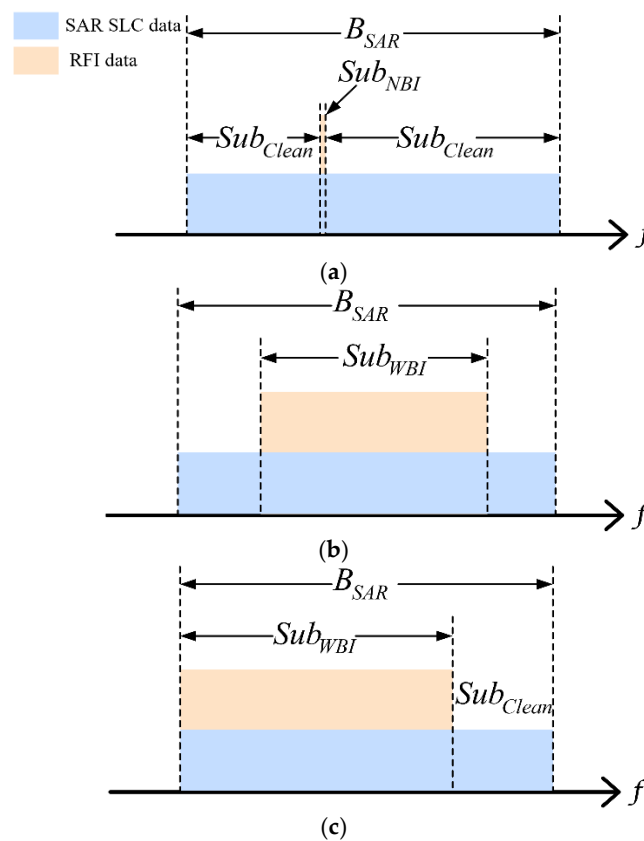 SAR SLC data
RFI data
B_SAR
Sub_NBI
Sub_Clean Sub_Clean
f
(a)
B_SAR
Sub_WBI
f
(b)
B_SAR
Sub_WBI
Sub_Clean
f
(c)